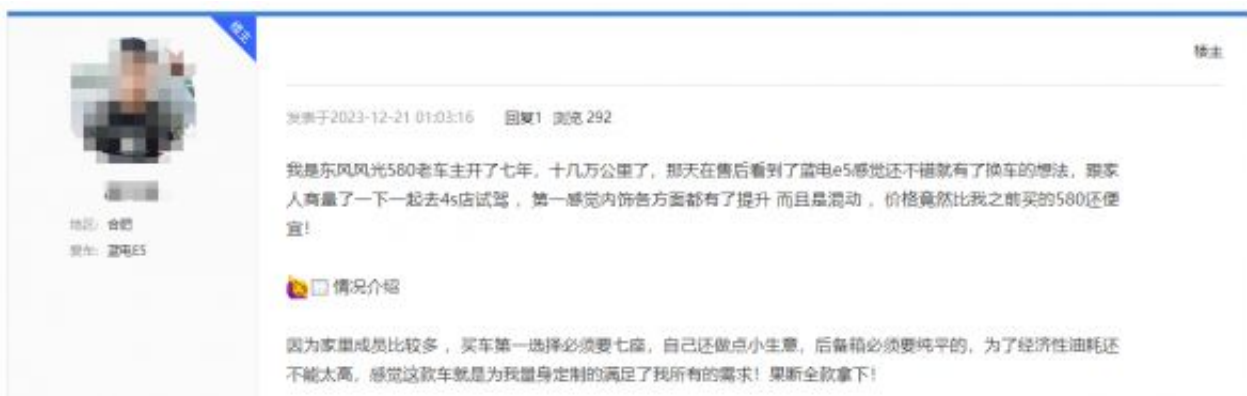 楼主
楼主
发表于2023-12-21 01:03:16 回复1 浏览 292
我是东风风光580老车主开了七年，十几万公里了，那天在售后看到了蓝电e5感觉还不错就有了换车的想法，跟家
人商量了一下一起去4s店试驾 ，第一感觉内饰各方面都有了提升 而且是混动 ，价格竟然比我之前买的580还便
宜！
地区：合肥
爱车：蓝电E5
情况介绍
因为家里成员比较多 ，买车第一选择必须要七座，自己还做点小生意，后备箱必须要纯平的，为了经济性油耗还
不能太高，感觉这款车就是为我量身定制的满足了我所有的需求！果断全款拿下！